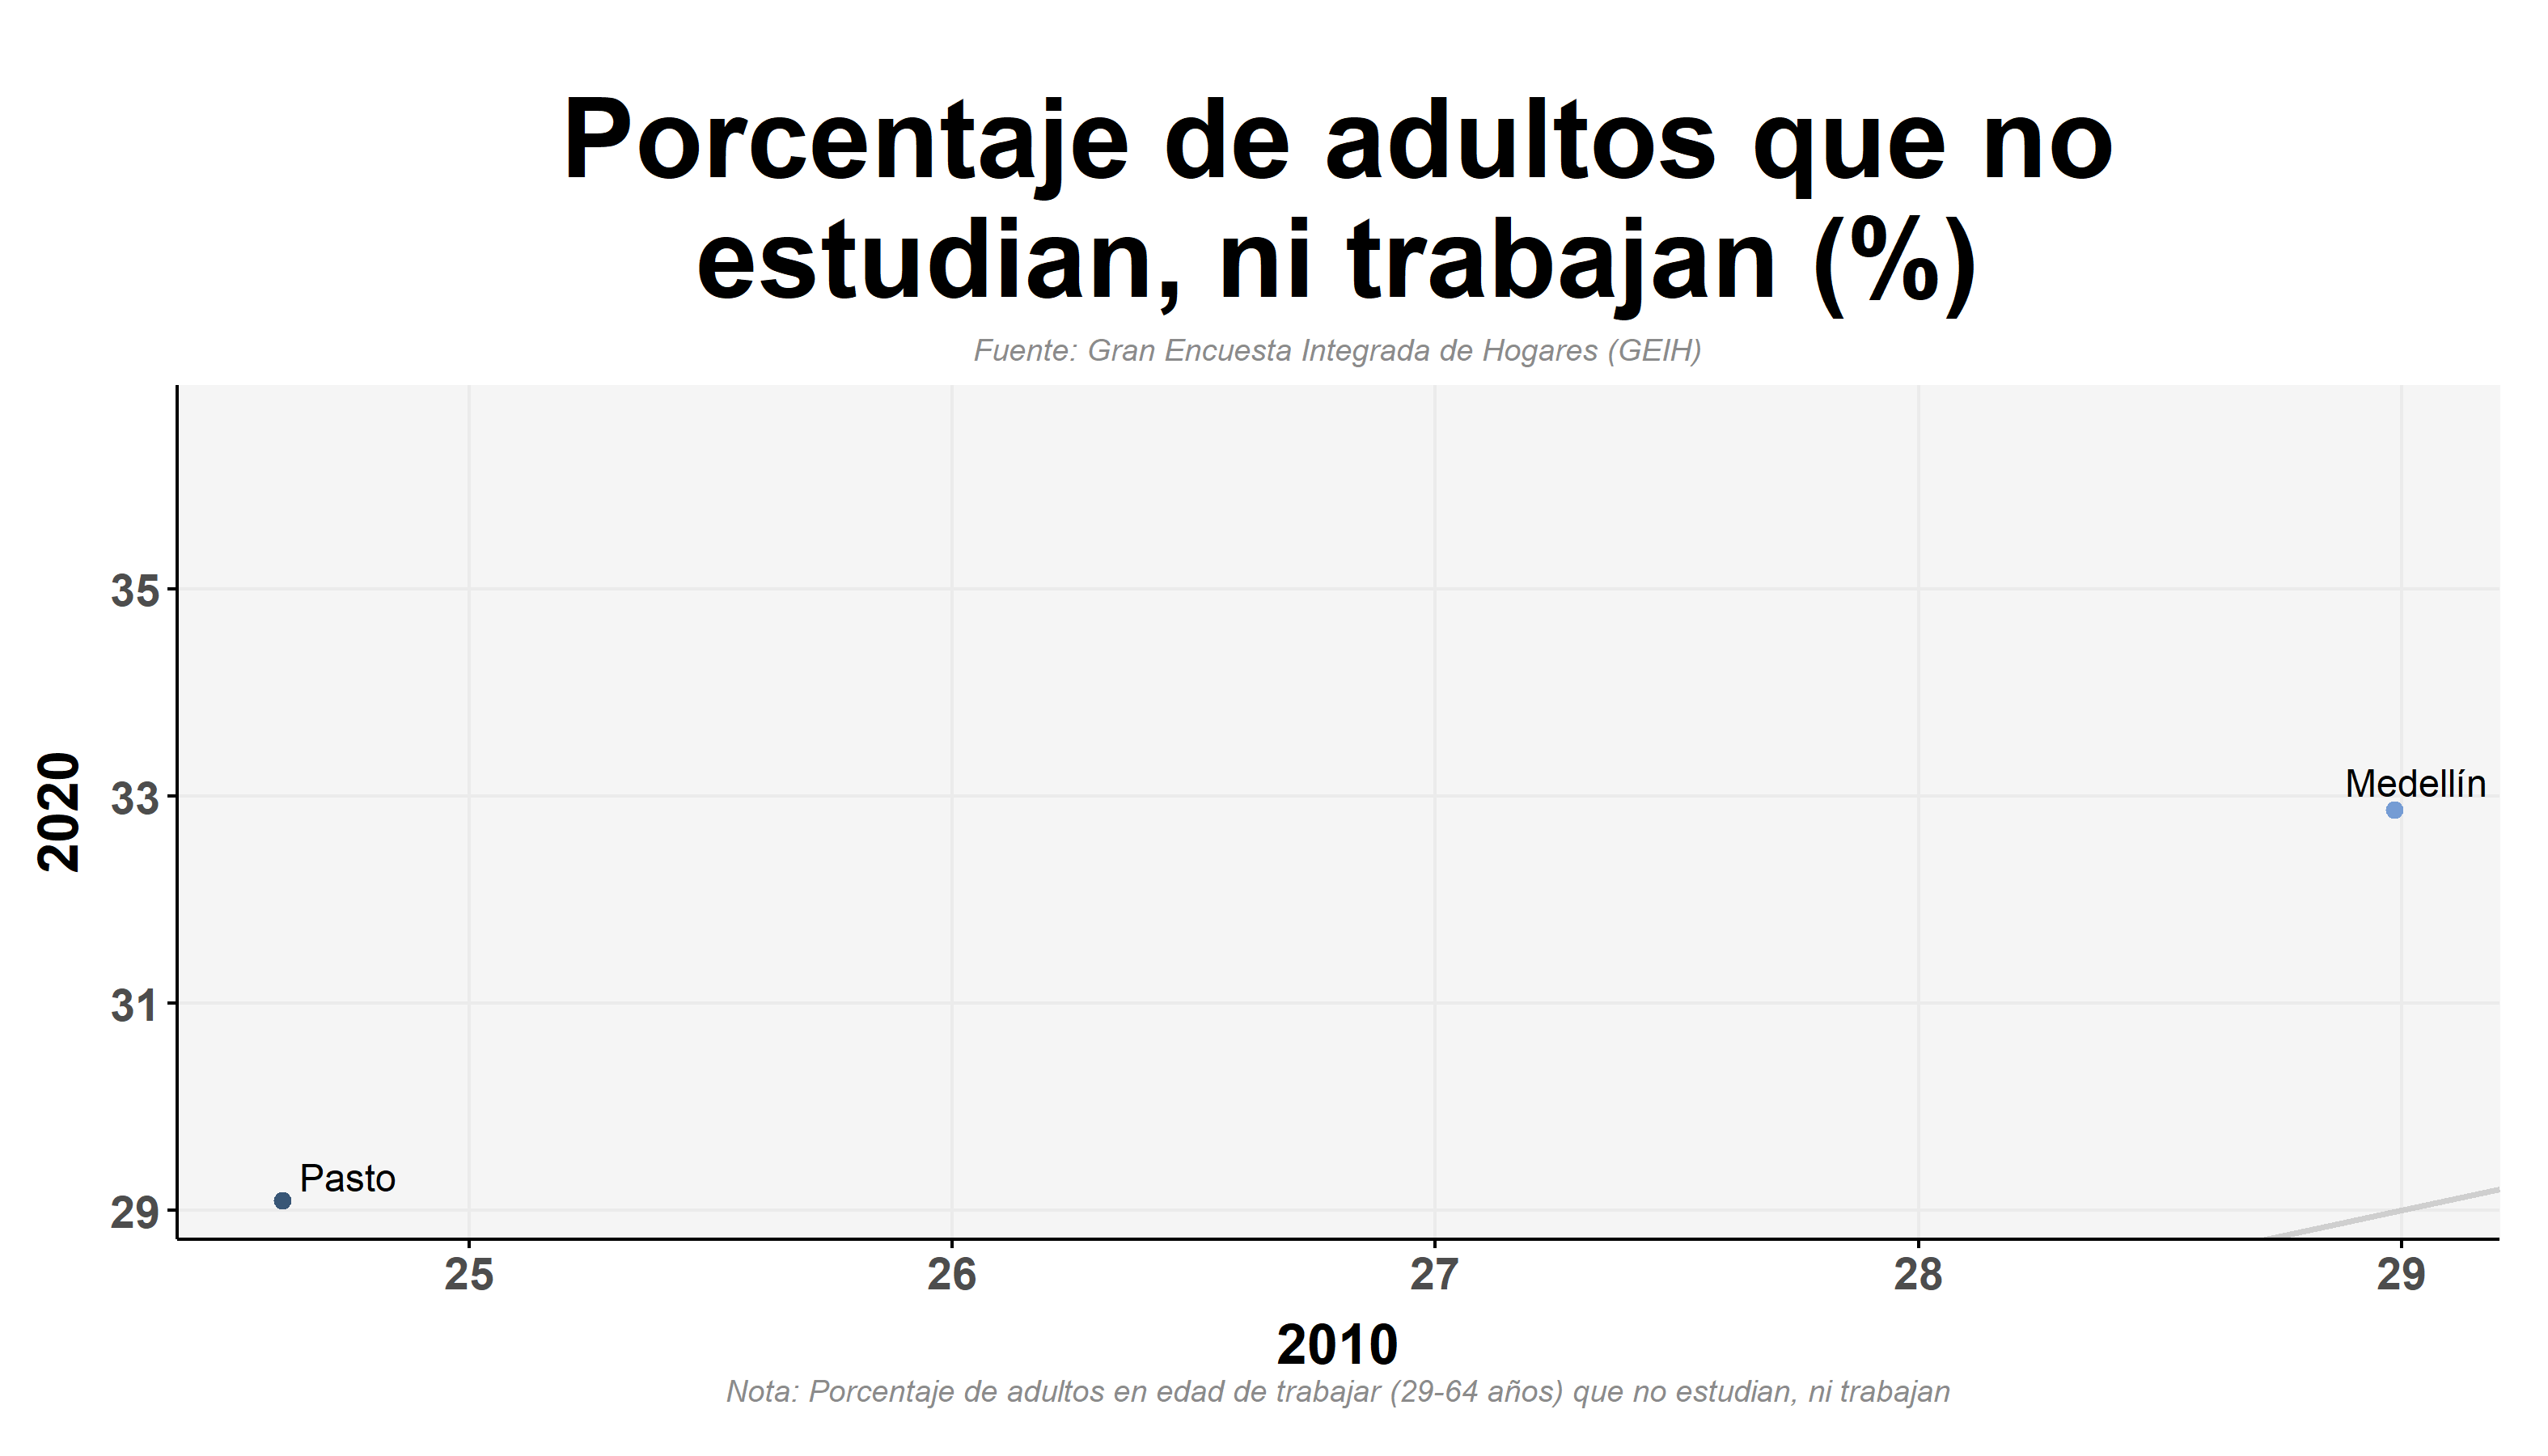 Porcentaje de adultos que no
estudian, ni trabajan (%)
Fuente: Gran Encuesta Integrada de Hogares (GEIH)
35
33
31
29
2020
Medellín
Pasto
25 26 27 28 29
2010
Nota: Porcentaje de adultos en edad de trabajar (29-64 años) que no estudian, ni trabajan